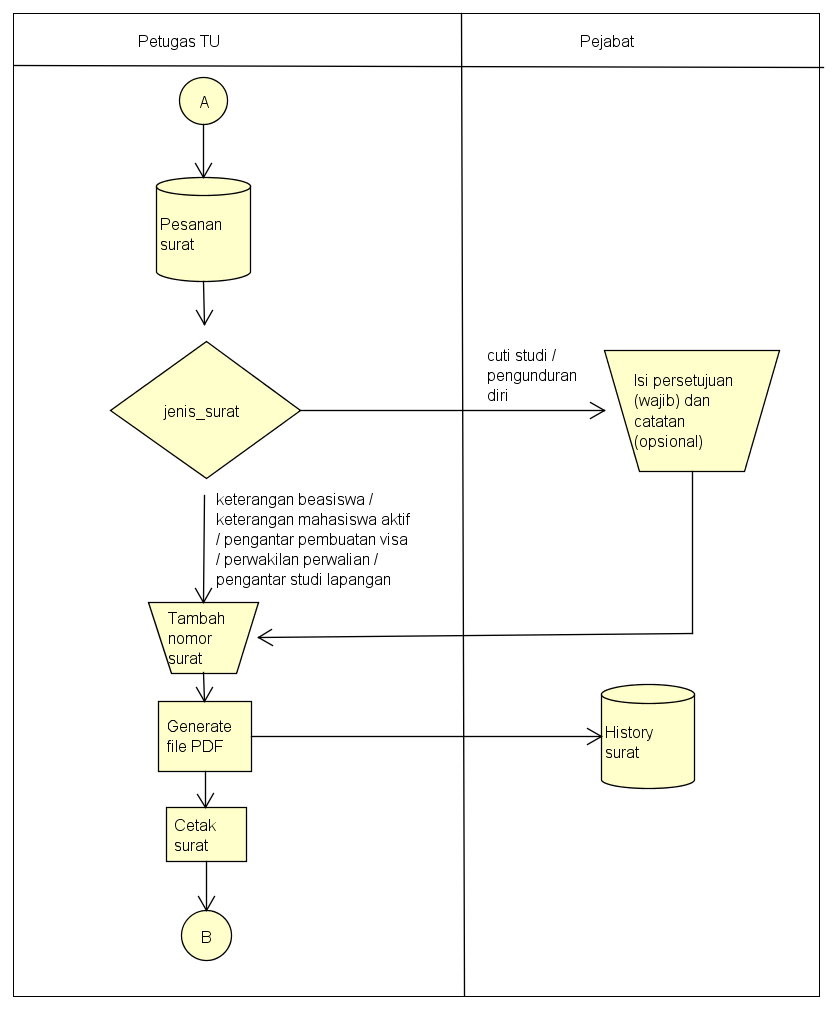 Petugas TU
Pejabat
A
Pesanan
surat
jenis_surat
cuti studi /
pengunduran
diri
Isi persetujuan
(wajib) dan
catatan
(opsional)
keterangan beasiswa /
keterangan mahasiswa aktif
/ pengantar pembuatan visa
/ perwakilan perwalian /
pengantar studi lapangan
Tambah
nomor
surat
Generate
file PDF
History
surat
Cetak
surat
B